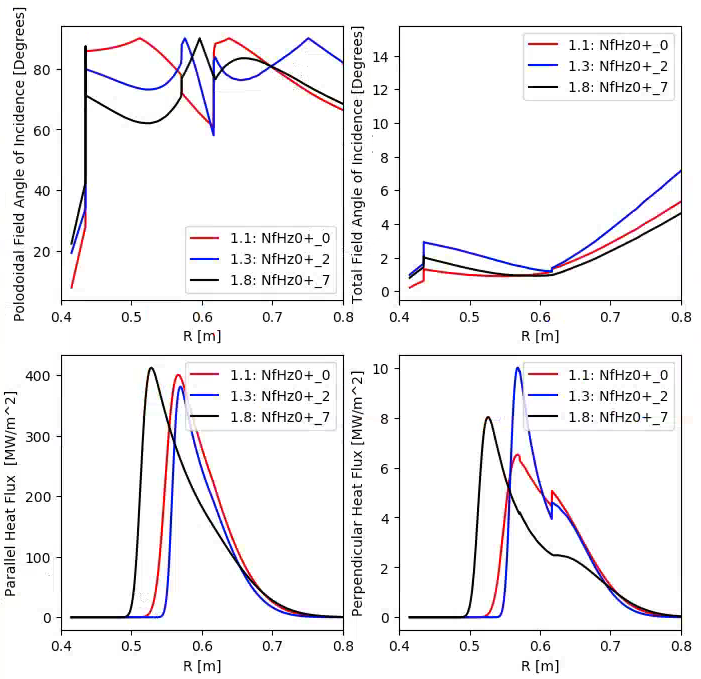 Polodoidal Field Angle of Incidence [Degrees]
80
60
40
20
1.1: NfHz0+_0
1.3: NfHz0+_2
1.8: NfHz0+_7
0.4 0.5 0.6 0.7 0.8
R [m]
Total Field Angle of Incidence [Degrees]
14
12
10
8
6
4
2
0
1.1: NfHz0+_0
1.3: NfHz0+_2
1.8: NfHz0+_7
0.4 0.5 0.6 0.7 0.8
R [m]
Parallel Heat Flux [MW/m^2]
400
300
200
100
0
1.1: NfHz0+_0
1.3: NfHz0+_2
1.8: NfHz0+_7
0.4 0.5 0.6 0.7 0.8
R [m]
Perpendicular Heat Flux [MW/m^2]
10
8
6
4
2
0
1.1: NfHz0+_0
1.3: NfHz0+_2
1.8: NfHz0+_7
0.4 0.5 0.6 0.7 0.8
R [m]